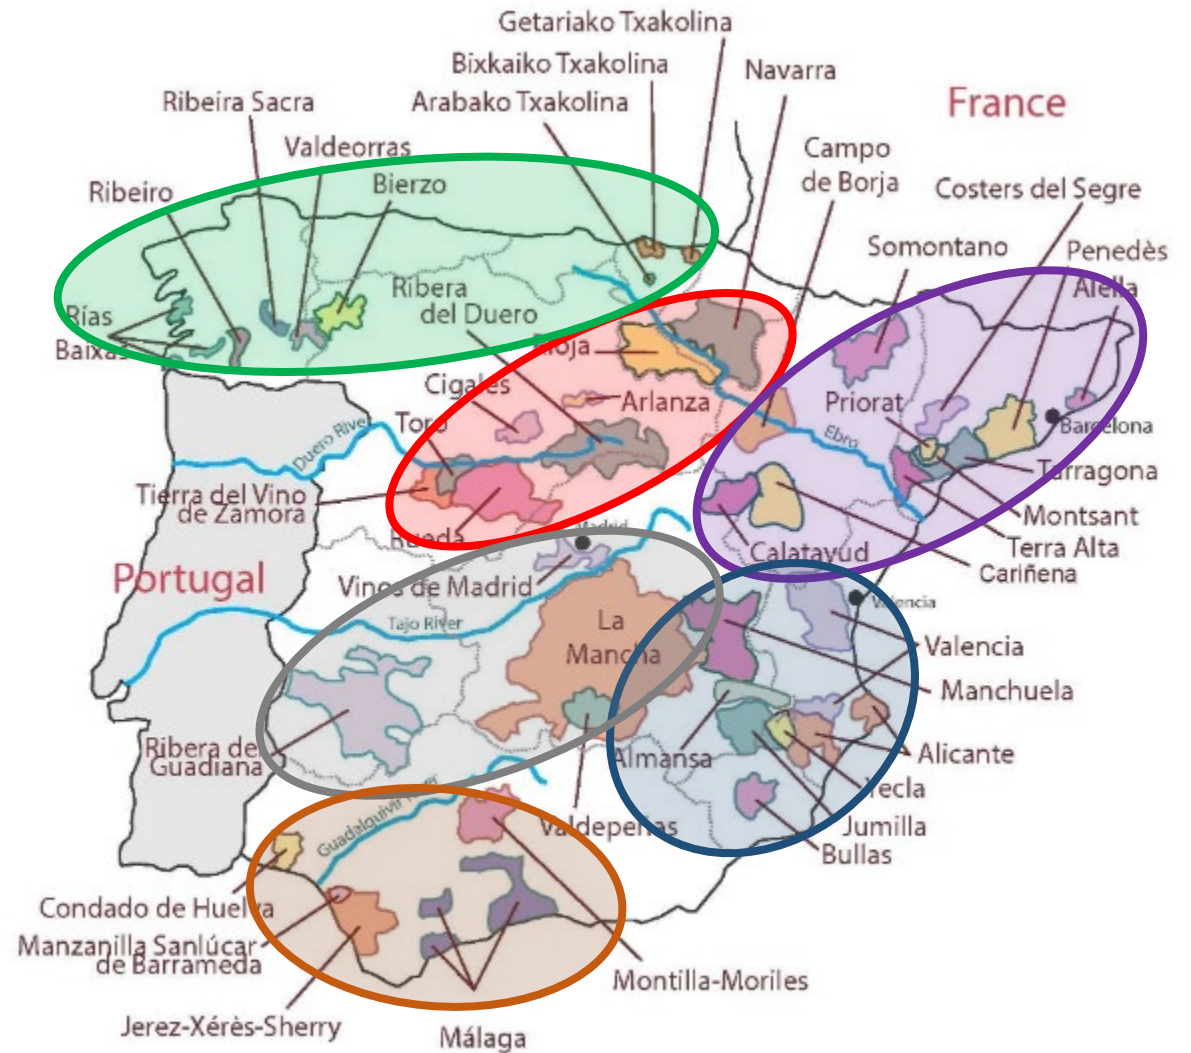 Getariako Txakolina
Bixkaiko Txakolina
Navarra
Ribeira Sacra
Arabako Txakolina
France
Valdeorras
Campo
de Borja
Ribeiro
Bierzo
Costers del Segre
Somontano
Penedès
Ribera
del Duero
Alella
Rías
Baixas
Rioja
Cigales
Arlanza
Priorat
Toro
Ebro
Barcelona
Duero River
Tarragona
Tierra del Vino
de Zamora
Montsant
Rueda
Madrid
Terra Alta
Calatayud
Cariñena
Portugal
Vinos de Madrid
Valencia
Tajo River
La
Mancha
Valencia
Manchuela
Ribera del
Guadiana
Almansa
Alicante
Yecla
Guadalquivir River
Valdepeñas
Jumilla
Bullas
Condado de Huelva
Manzanilla Sanlúcar
de Barrameda
Montilla-Moriles
Jerez-Xérès-Sherry
Málaga